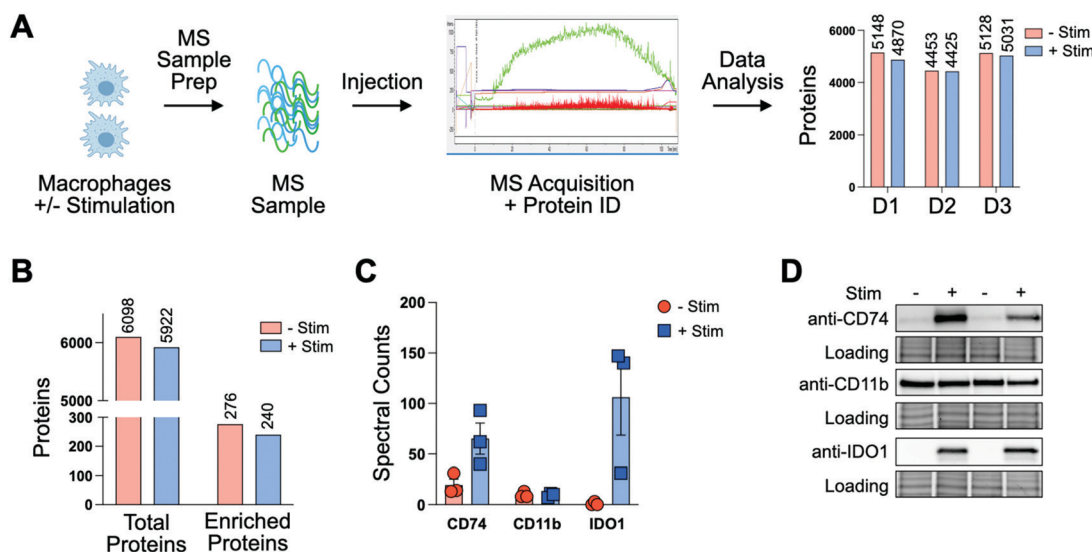 A
MS
Sample
Prep
Injection
Data
Analysis
Macrophages
+/- Stimulation
MS
Sample
MS Acquisition
+ Protein ID
Proteins
6000
4000
2000
0
5148
4870
4453
4425
5128
5031
- Stim
+ Stim
D1 D2 D3
B
Proteins
6000
5000
300
200
100
0
6098
5922
276
240
- Stim
+ Stim
Total
Proteins
Enriched
Proteins
C
Spectral Counts
200
150
100
50
0
- Stim
+ Stim
CD74 CD11b IDO1
D
Stim - + - +
anti-CD74
Loading
anti-CD11b
Loading
anti-IDO1
Loading